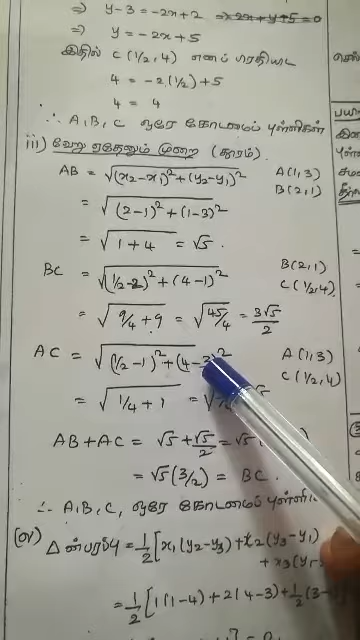 ⇒ y-3 = -2x+2
⇒ y = -2x+5
இதில் C(1/2, 4) எனப் பிரதியிட
4 = -2(1/2)+5
4 = 4
∴ A, B, C ஒரே கோடமைப் புள்ளிகள்
iii) வேறு ஏதேனும் முறை (தூரம்).
AB = √(x₂-x₁)²+(y₂-y₁)² A(1,3)
= √(2-1)²+(1-3)² B(2,1)
= √1+4 = √5.
BC = √(1/2-2)²+(4-1)² B(2,1)
= √9/4+9 = √45/4 = 3√5/2 C(1/2,4)
AC = √(1/2-1)²+(4-3)² A(1,3)
= √1/4+1 = C(1/2,4)
AB+AC = √5+√5/2 = √5
= √5(3/2) = BC.
∴ A, B, C, ஒரே கோடமைப்
(iv) Δ ன் பரப்பு = 1/2[x₁(y₂-y₃)+x₂(y₃-y₁)
+ x₃(y₁-
= 1/2[1(1-4)+2(4-3)+1/2(3-